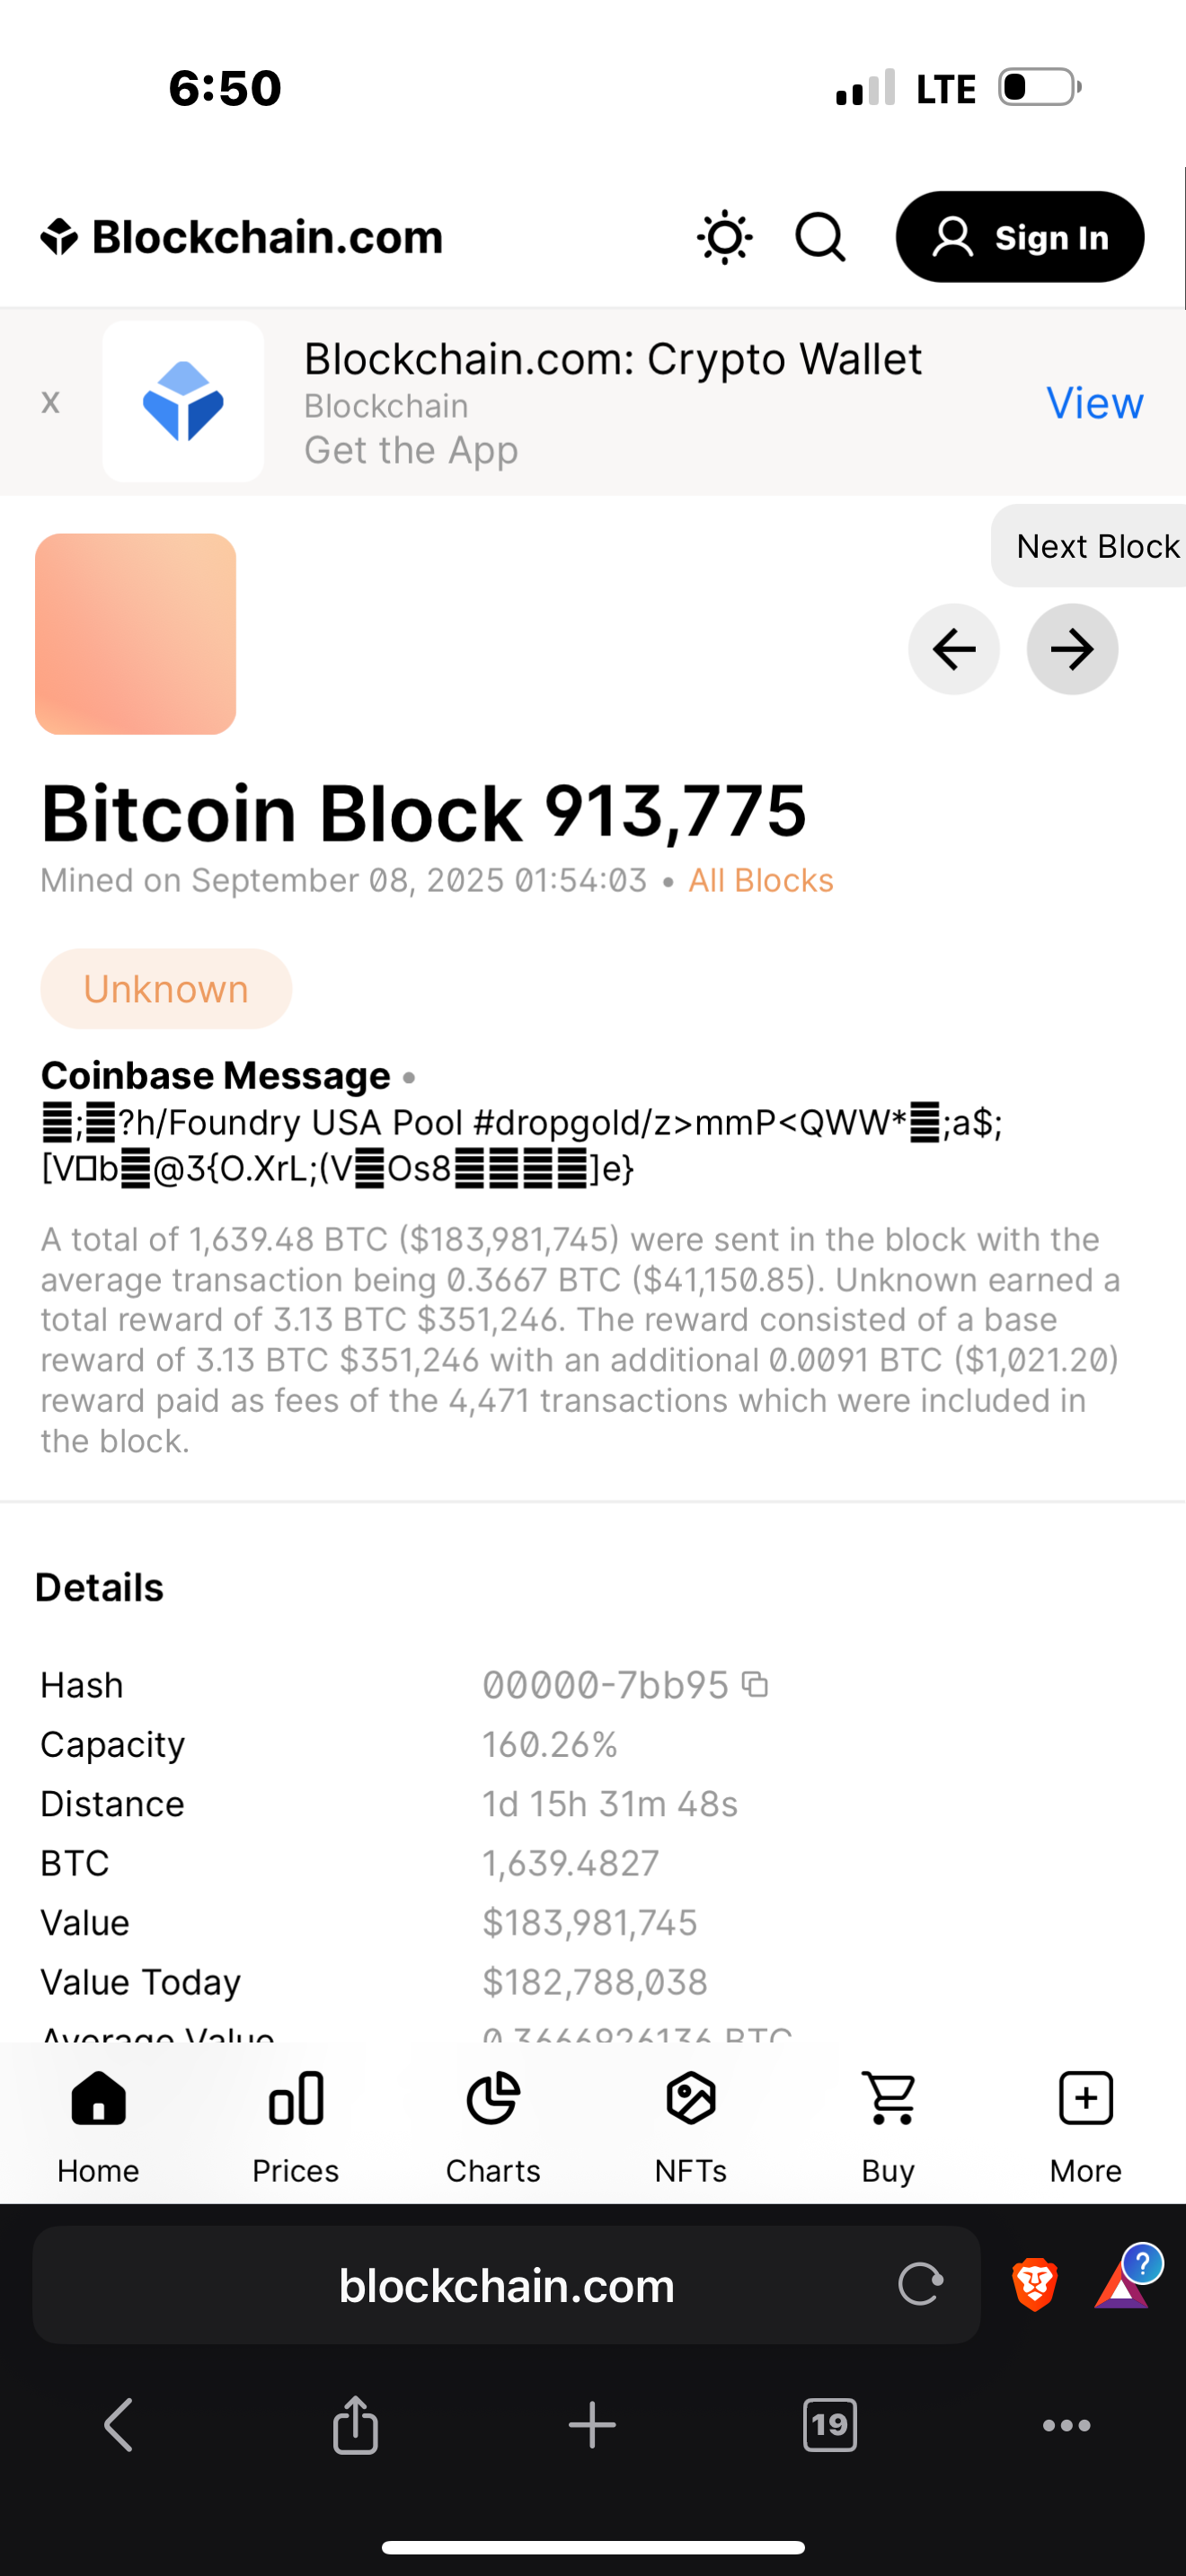 6:50
LTE
Blockchain.com
Sign In
x
Blockchain.com: Crypto Wallet
Blockchain
Get the App
View
Next Block
Bitcoin Block 913,775
Mined on September 08, 2025 01:54:03 • All Blocks
Unknown
Coinbase Message •
;?h/Foundry USA Pool #dropgold/z>mmP<QWW*;a$;
[Vb@3{O.XrL;(VOs8]e}
A total of 1,639.48 BTC ($183,981,745) were sent in the block with the
average transaction being 0.3667 BTC ($41,150.85). Unknown earned a
total reward of 3.13 BTC $351,246. The reward consisted of a base
reward of 3.13 BTC $351,246 with an additional 0.0091 BTC ($1,021.20)
reward paid as fees of the 4,471 transactions which were included in
the block.
Details
Hash 00000-7bb95
Capacity 160.26%
Distance 1d 15h 31m 48s
BTC 1,639.4827
Value $183,981,745
Value Today $182,788,038
Average Value 0.3666926136 BTC
Home
Prices
Charts
NFTs
Buy
More
blockchain.com
?
19